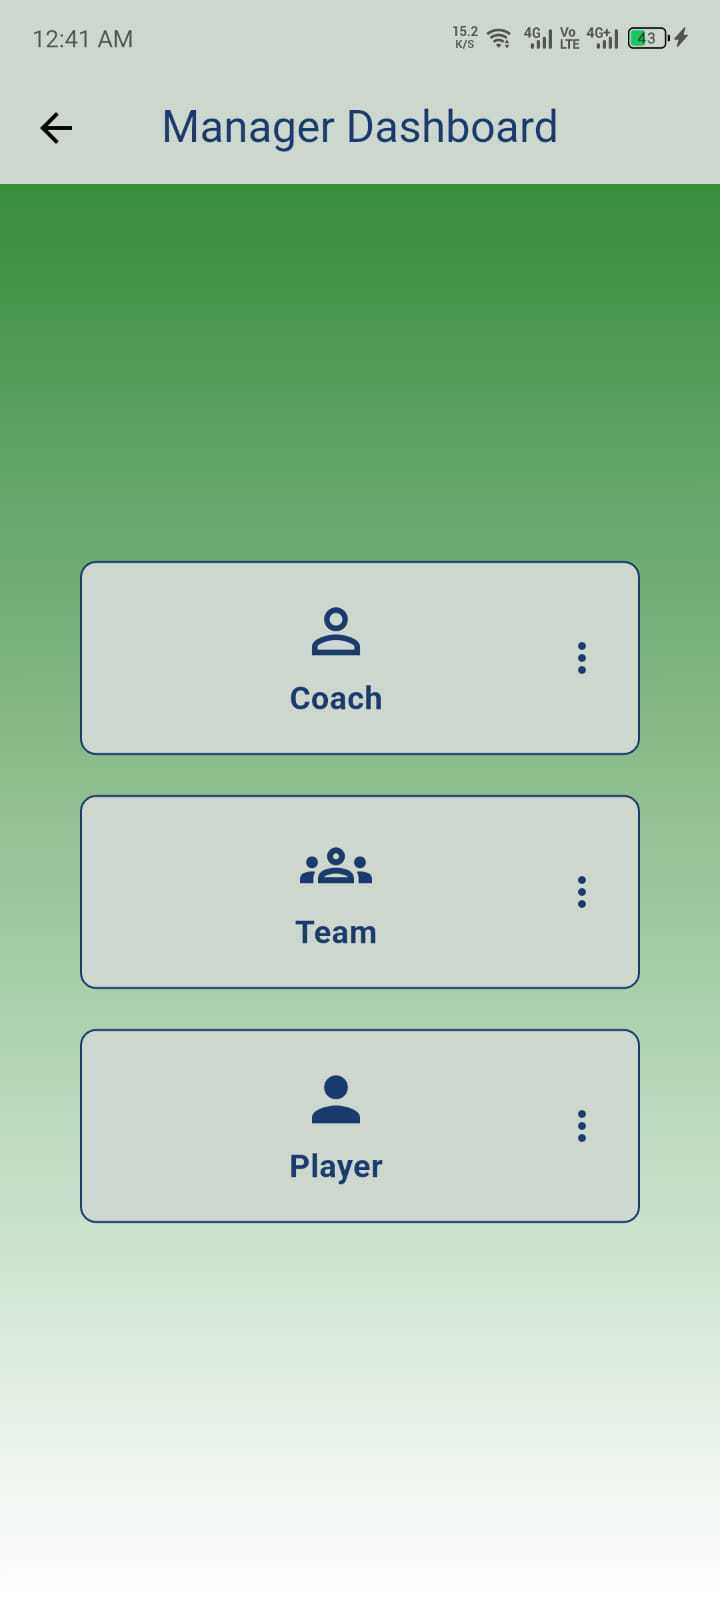 12:41 AM
15.2
K/S
4G
Vo
LTE
4G+
43
Manager Dashboard
Coach
Team
Player